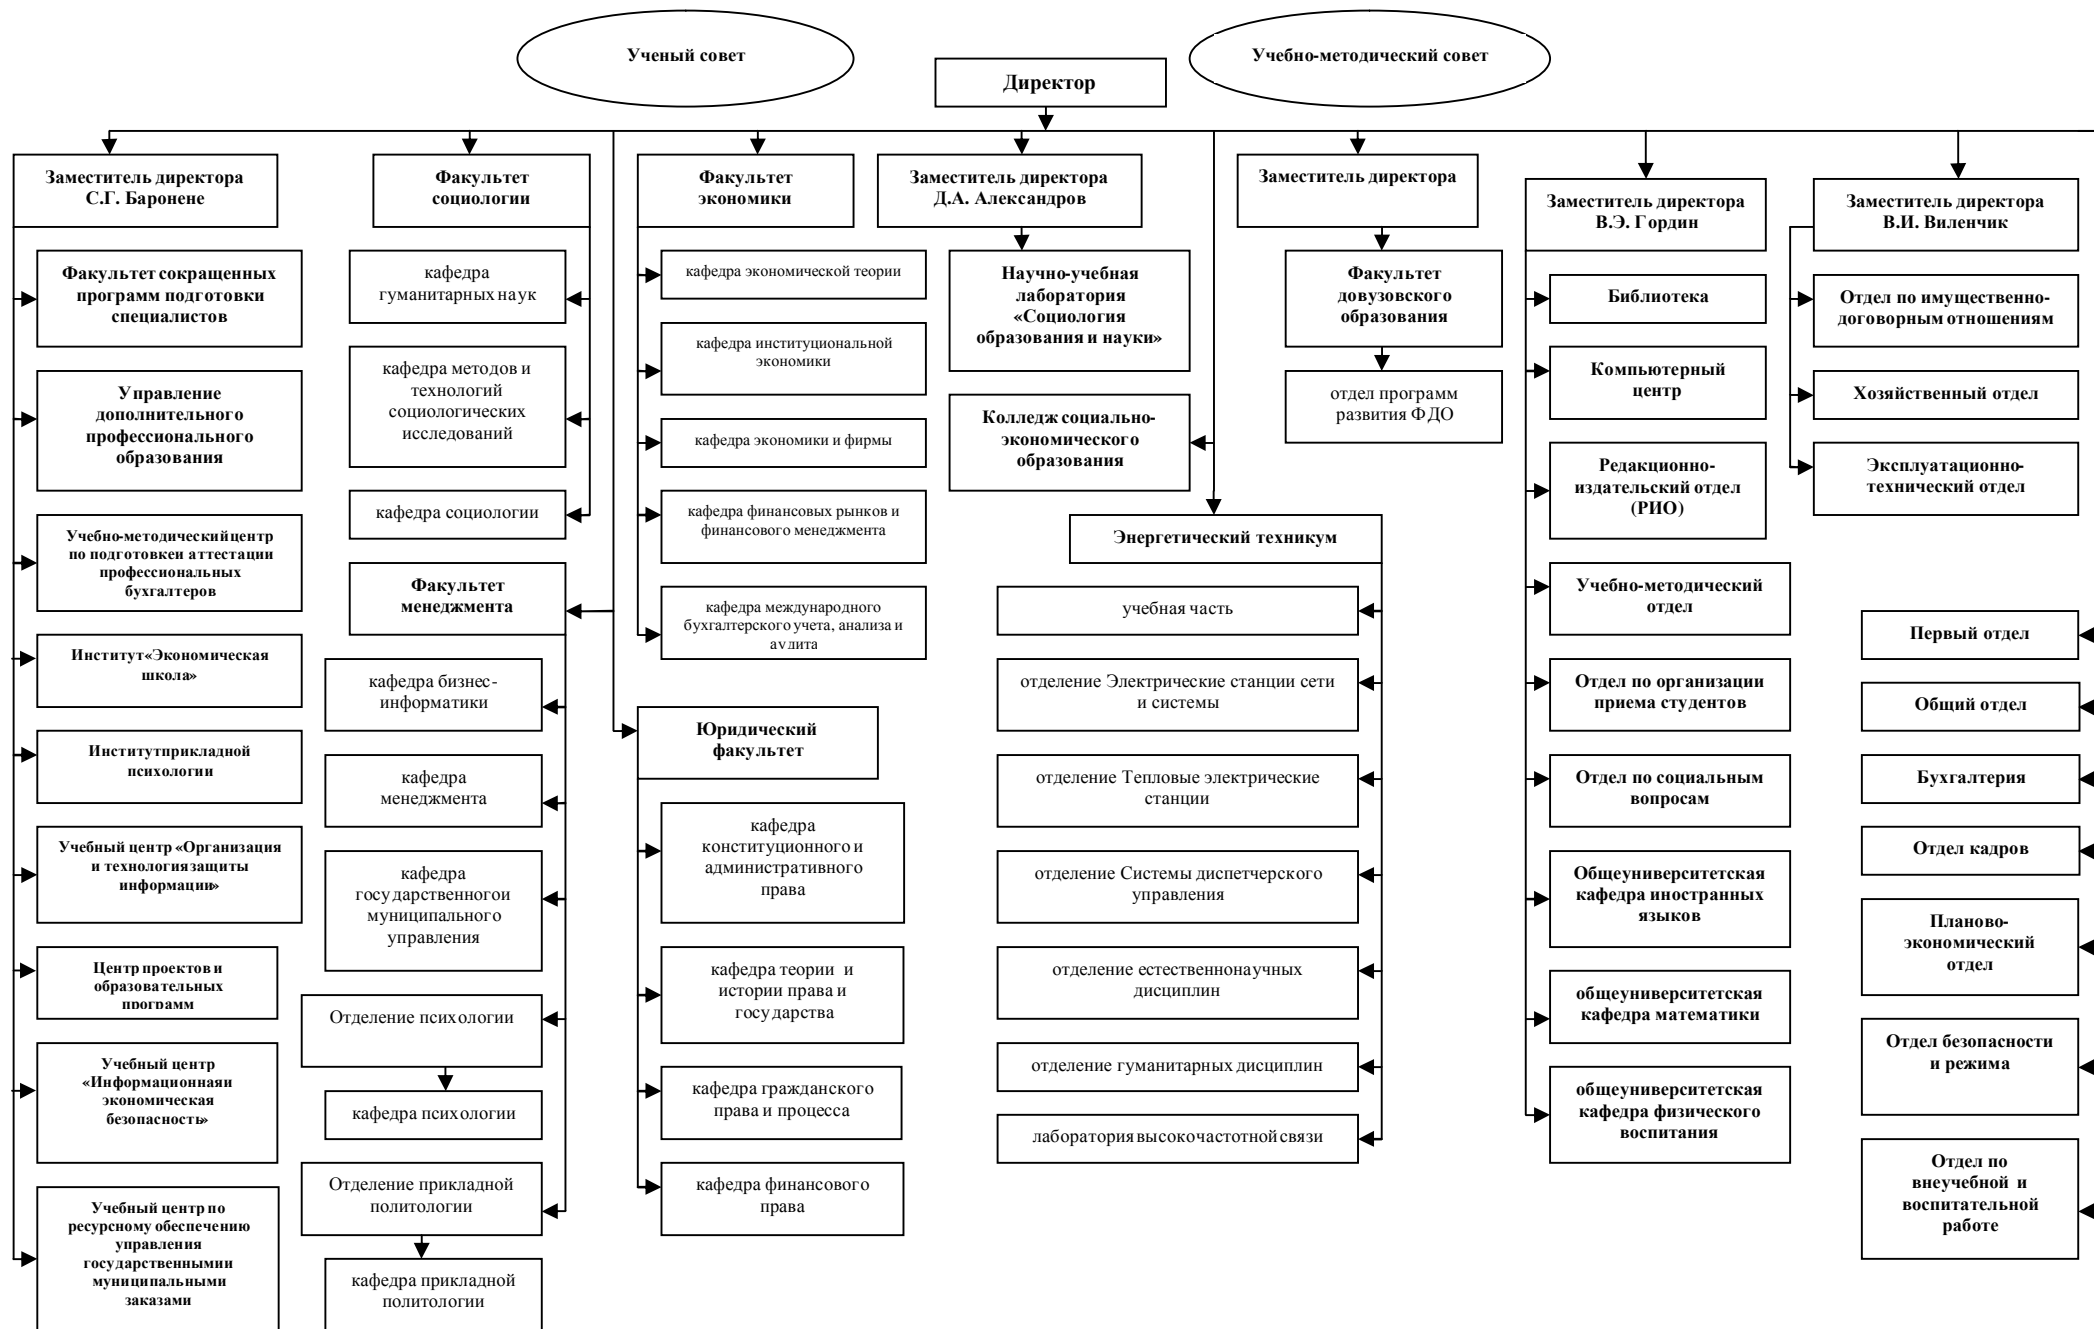 Ученый совет
Учебно-методический совет
Директор
Заместитель директора
С.Г. Баронене
Факультет сокращенных
программ подготовки
специалистов
Управление
дополнительного
профессионального
образования
Учебно-методический центр
по подготовке и аттестации
профессиональных
бухгалтеров
Институт «Экономическая
школа»
Институт прикладной
психологии
Учебный центр «Организация
и технология защиты
информации»
Центр проектов и
образовательных
программ
Учебный центр
«Информационная и
экономическая
безопасность»
Учебный центр по
ресурсному обеспечению
управления
государственными и
муниципальными
заказами
Факультет
социологии
кафедра
гуманитарных наук
кафедра методов и
технологий
социологических
исследований
кафедра социологии
Факультет
менеджмента
кафедра бизнес-
информатики
кафедра
менеджмента
кафедра
государственного и
муниципального
управления
Отделение психологии
кафедра психологии
Отделение прикладной
политологии
кафедра прикладной
политологии
Факультет
экономики
кафедра экономической теории
кафедра институциональной
экономики
кафедра экономики и фирмы
кафедра финансовых рынков и
финансового менеджмента
кафедра международного
бухгалтерского учета, анализа и
аудита
Юридический
факультет
кафедра
конституционного и
административного
права
кафедра теории и
истории права и
государства
кафедра гражданского
права и процесса
кафедра финансового
права
Заместитель директора
Д.А. Александров
Научно-учебная
лаборатория
«Социология
образования и науки»
Колледж социально-
экономического
образования
Энергетический техникум
учебная часть
отделение Электрические станции сети
и системы
отделение Тепловые электрические
станции
отделение Системы диспетчерского
управления
отделение естественнонаучных
дисциплин
отделение гуманитарных дисциплин
лаборатория высокочастотной связи
Заместитель директора
Факультет
довузовского
образования
отдел программ
развития ФДО
Заместитель директора
В.Э. Гордин
Библиотека
Компьютерный
центр
Редакционно-
издательский отдел
(РИО)
Учебно-методический
отдел
Отдел по организации
приема студентов
Отдел по социальным
вопросам
Общеуниверситетская
кафедра иностранных
языков
общеуниверситетская
кафедра математики
общеуниверситетская
кафедра физического
воспитания
Заместитель директора
В.И. Виленчик
Отдел по имущественно-
договорным отношениям
Хозяйственный отдел
Эксплуатационно-
технический отдел
Первый отдел
Общий отдел
Бухгалтерия
Отдел кадров
Планово-
экономический
отдел
Отдел безопасности
и режима
Отдел по
внеучебной и
воспитательной
работе